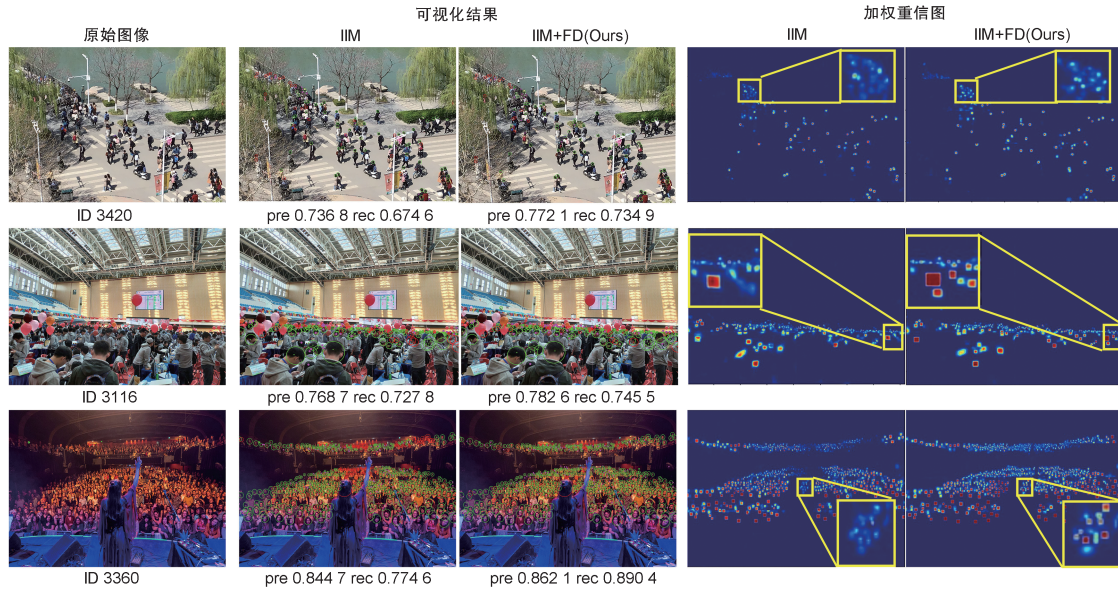 可视化结果
加权重信图
原始图像
IIM
IIM+FD(Ours)
IIM
IIM+FD(Ours)
ID 3420
pre 0.736 8 rec 0.674 6
pre 0.772 1 rec 0.734 9
ID 3116
pre 0.768 7 rec 0.727 8
pre 0.782 6 rec 0.745 5
ID 3360
pre 0.844 7 rec 0.774 6
pre 0.862 1 rec 0.890 4